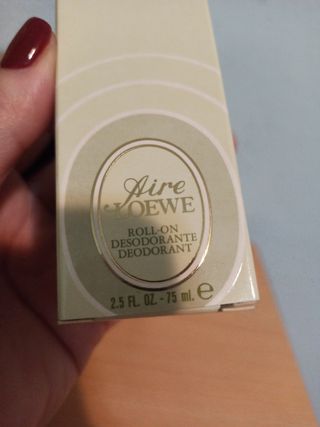 Aire
LOEWE
ROLL-ON
DESODORANTE
DEODORANT
2.5 FL. OZ. - 75 ml. ℮